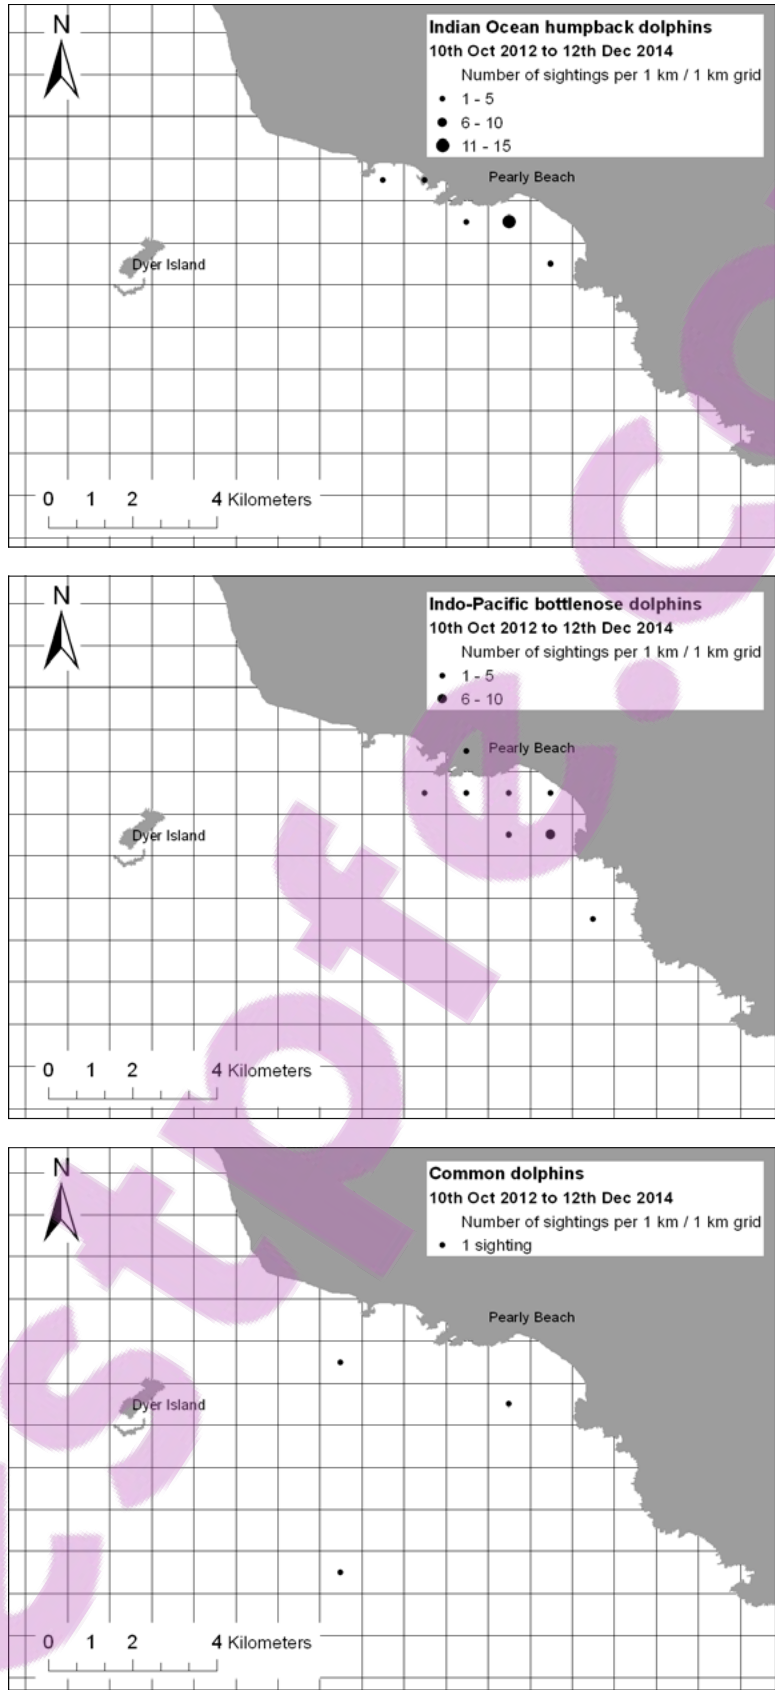 N
Indian Ocean humpback dolphins
10th Oct 2012 to 12th Dec 2014
Number of sightings per 1 km / 1 km grid
1 - 5
6 - 10
11 - 15
Pearly Beach
Dyer Island
0 1 2 4 Kilometers
N
Indo-Pacific bottlenose dolphins
10th Oct 2012 to 12th Dec 2014
Number of sightings per 1 km / 1 km grid
1 - 5
6 - 10
Pearly Beach
Dyer Island
0 1 2 4 Kilometers
N
Common dolphins
10th Oct 2012 to 12th Dec 2014
Number of sightings per 1 km / 1 km grid
1 sighting
Pearly Beach
Dyer Island
0 1 2 4 Kilometers
estpfe.co